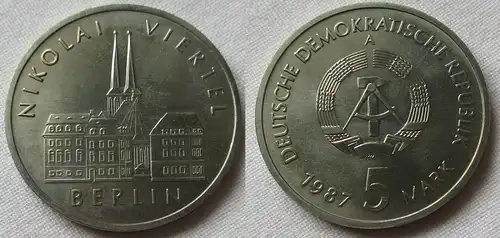 NIKOLAI VIERTEL
BERLIN
DEUTSCHE DEMOKRATISCHE REPUBLIK
A
1987 5 MARK